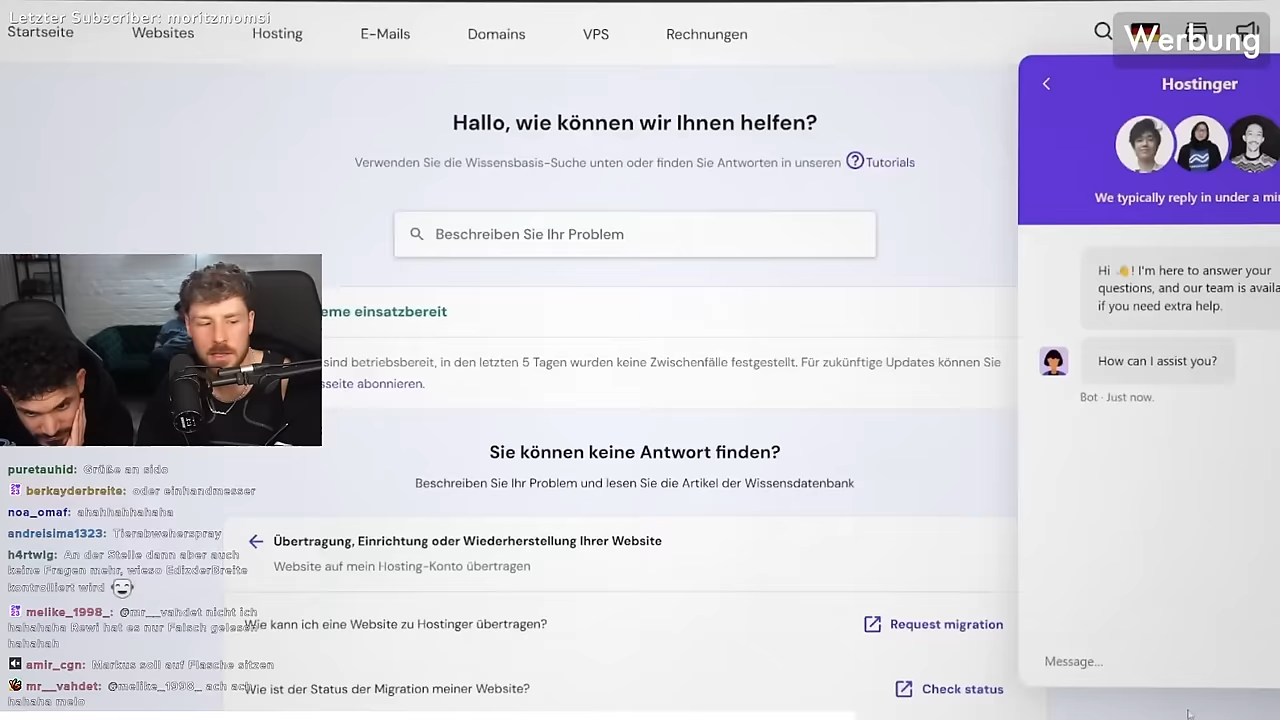 Letzter Subscriber: moritzmomsi
Startseite Websites Hosting E-Mails Domains VPS Rechnungen
Werbung
Hallo, wie können wir Ihnen helfen?
Verwenden Sie die Wissensbasis-Suche unten oder finden Sie Antworten in unseren ? Tutorials
Beschreiben Sie Ihr Problem
eme einsatzbereit
sind betriebsbereit, in den letzten 5 Tagen wurden keine Zwischenfälle festgestellt. Für zukünftige Updates können Sie
sseite abonnieren.
Sie können keine Antwort finden?
Beschreiben Sie Ihr Problem und lesen Sie die Artikel der Wissensdatenbank
Übertragung, Einrichtung oder Wiederherstellung Ihrer Website
Website auf mein Hosting-Konto übertragen
Wie kann ich eine Website zu Hostinger übertragen?
Request migration
Wie ist der Status der Migration meiner Website?
Check status
Hostinger
We typically reply in under a mi
Hi 👋! I'm here to answer your
questions, and our team is availa
if you need extra help.
How can I assist you?
Bot · Just now.
Message...
puretauhid: Grüße an sido
berkayderbreite: oder einhandmesser
noa_omaf: ahahhahhahaha
andreisima1323: Tierabweherspray
h4rtwig: An der Stelle dann aber auch
keine Fragen mehr, wieso EdizderBreite
kontrolliert wird
melike_1998_: @mr__vahdet nicht ich
hahahaha Rewi hat es nur Falsch gelesen
hahahah
amir_cgn: Markus soll auf Flasche sitzen
mr__vahdet: @melike_1998_ ach ach
hahaha melo